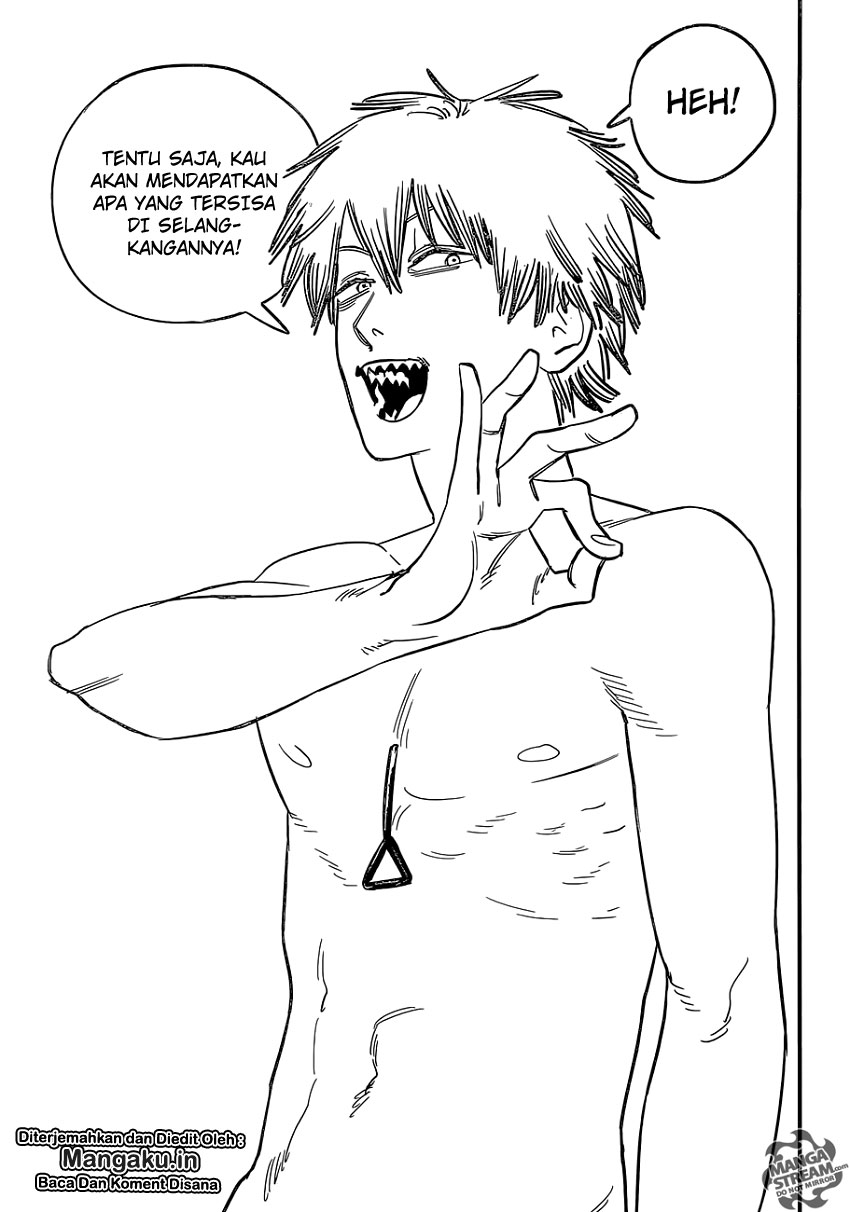 HEH!
TENTU SAJA, KAU
AKAN MENDAPATKAN
APA YANG TERSISA
DI SELANG-
KANGANNYA!
Diterjemahkan dan Diedit Oleh :
Mangaku.in
Baca Dan Koment Disana
MANGA
STREAM.com
DO NOT MIRROR!